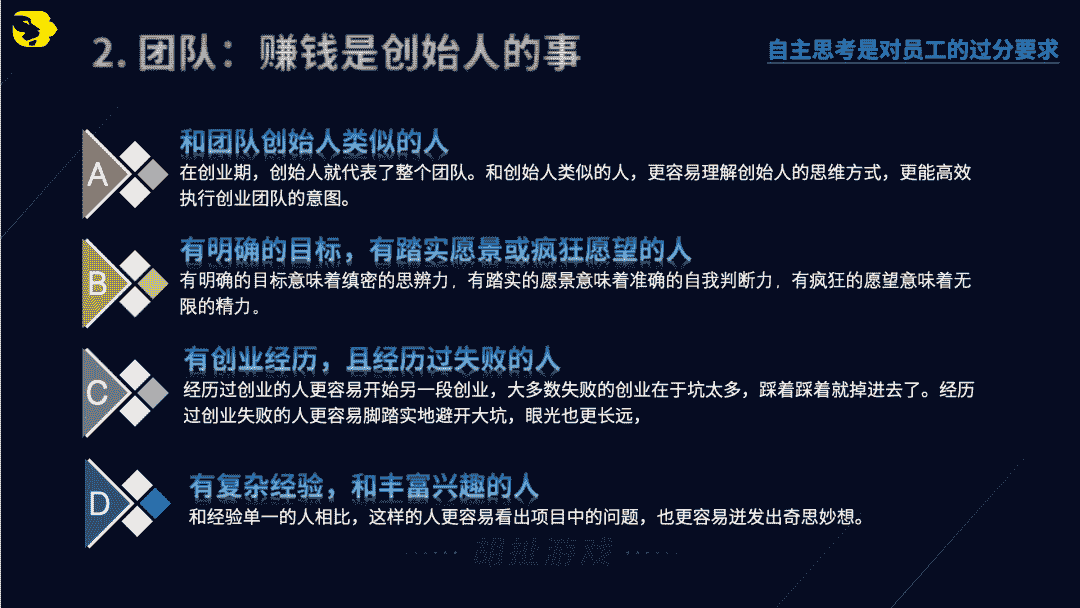 2. 团队：赚钱是创始人的事
自主思考是对员工的过分要求
A
和团队创始人类似的人
在创业期，创始人就代表了整个团队。和创始人类似的人，更容易理解创始人的思维方式，更能高效
执行创业团队的意图。
B
有明确的目标，有踏实愿景或疯狂愿望的人
有明确的目标意味着缜密的思辨力，有踏实的愿景意味着准确的自我判断力，有疯狂的愿望意味着无
限的精力。
C
有创业经历，且经历过失败的人
经历过创业的人更容易开始另一段创业，大多数失败的创业在于坑太多，踩着踩着就掉进去了。经历
过创业失败的人更容易脚踏实地避开大坑，眼光也更长远，
D
有复杂经验，和丰富兴趣的人
和经验单一的人相比，这样的人更容易看出项目中的问题，也更容易迸发出奇思妙想。
胡扯游戏